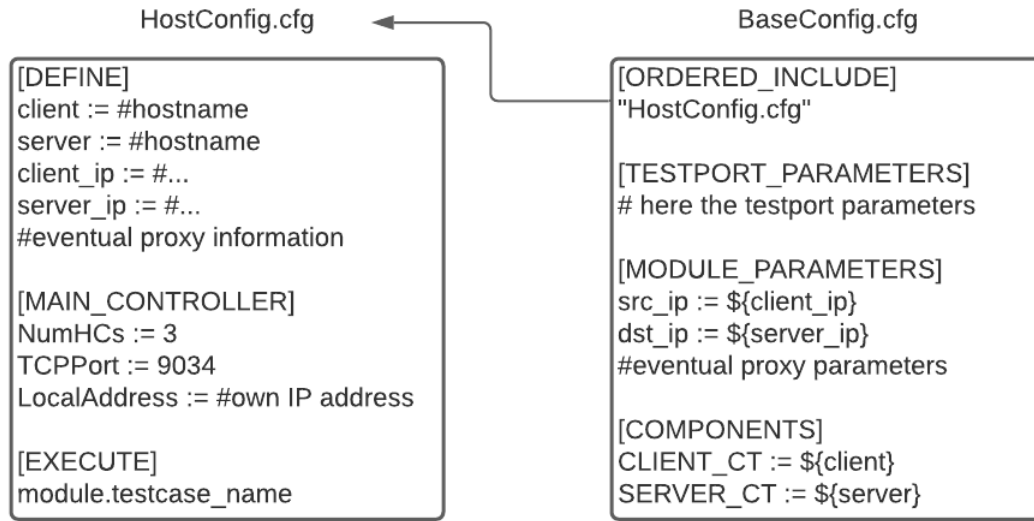 HostConfig.cfg
[DEFINE]
client := #hostname
server := #hostname
client_ip := #...
server_ip := #...
#eventual proxy information
[MAIN_CONTROLLER]
NumHCs := 3
TCPPort := 9034
LocalAddress := #own IP address
[EXECUTE]
module.testcase_name
BaseConfig.cfg
[ORDERED_INCLUDE]
"HostConfig.cfg"
[TESTPORT_PARAMETERS]
# here the testport parameters
[MODULE_PARAMETERS]
src_ip := ${client_ip}
dst_ip := ${server_ip}
#eventual proxy parameters
[COMPONENTS]
CLIENT_CT := ${client}
SERVER_CT := ${server}